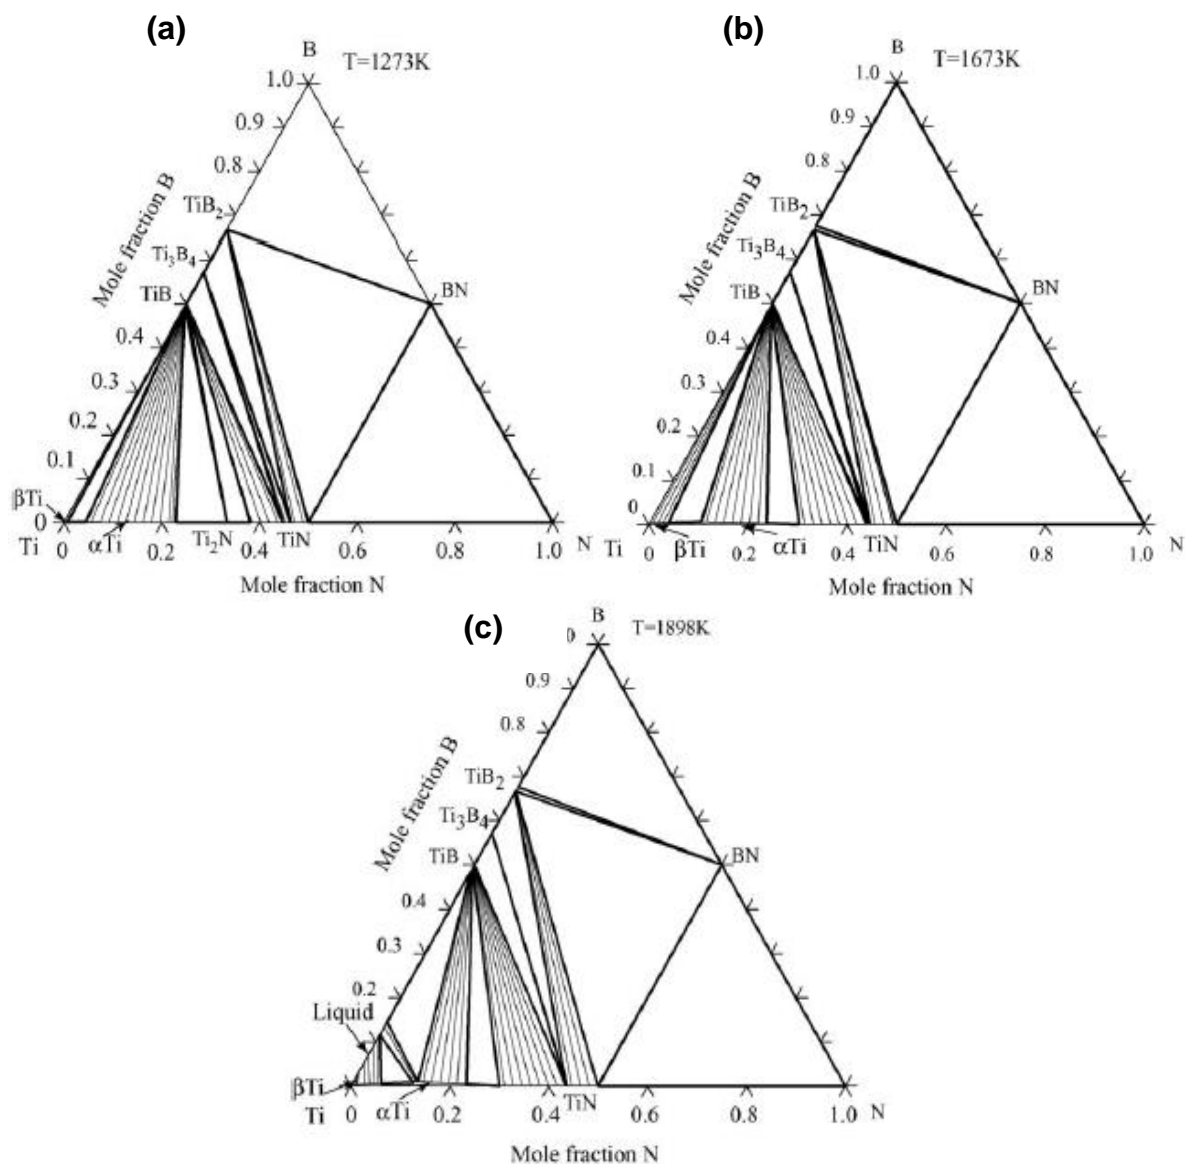 (a)
B
T=1273K
1.0
0.9
0.8
TiB2
Ti3B4
TiB
Mole fraction B
BN
0.4
0.3
0.2
0.1
βTi
0
Ti 0 αTi 0.2 Ti2N 0.4 TiN 0.6 0.8 1.0 N
Mole fraction N
(b)
B
T=1673K
1.0
0.9
0.8
TiB2
Ti3B4
TiB
Mole fraction B
BN
0.4
0.3
0.2
0.1
0
Ti 0 βTi 0.2 αTi 0.4 TiN 0.6 0.8 1.0 N
Mole fraction N
(c)
B
0
T=1898K
0.9
0.8
TiB2
Ti3B4
TiB
Mole fraction B
BN
0.4
0.3
0.2
Liquid
βTi
Ti 0 αTi 0.2 0.4 TiN 0.6 0.8 1.0 N
Mole fraction N